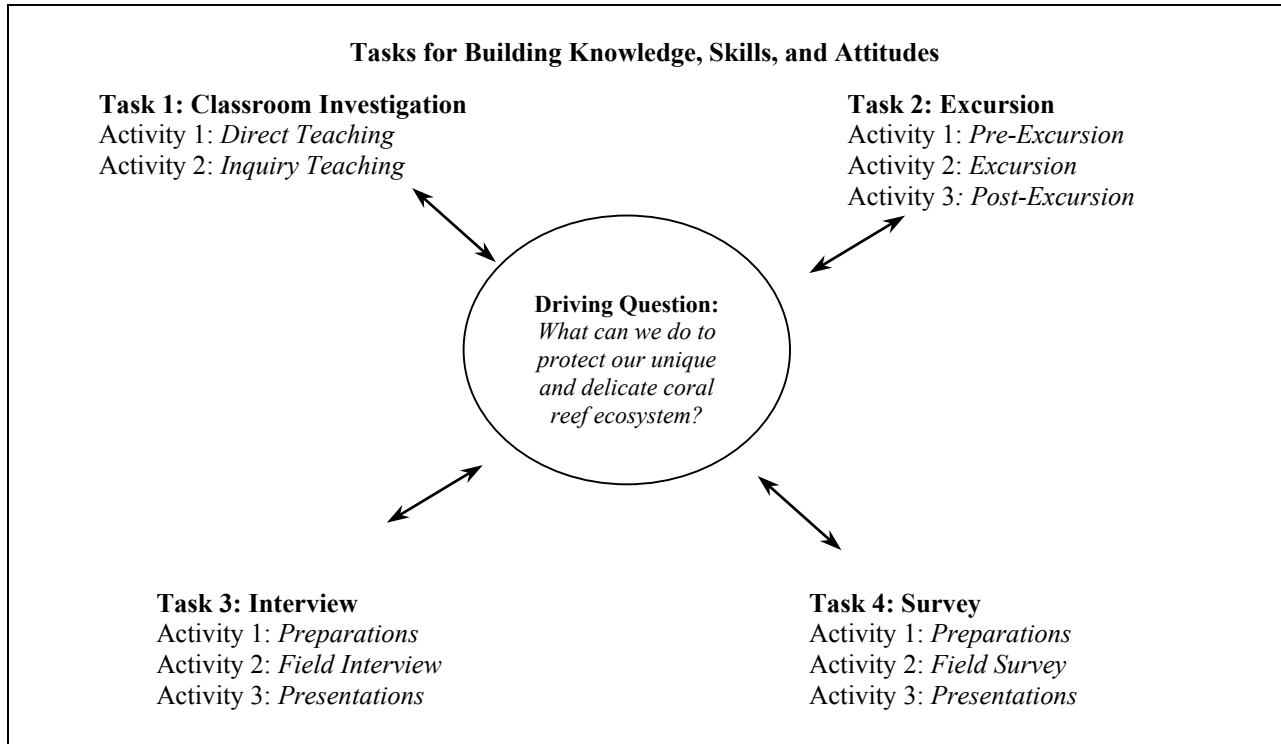 Tasks for Building Knowledge, Skills, and Attitudes
Task 1: Classroom Investigation
Activity 1: Direct Teaching
Activity 2: Inquiry Teaching
Task 2: Excursion
Activity 1: Pre-Excursion
Activity 2: Excursion
Activity 3: Post-Excursion
Driving Question:
What can we do to
protect our unique
and delicate coral
reef ecosystem?
Task 3: Interview
Activity 1: Preparations
Activity 2: Field Interview
Activity 3: Presentations
Task 4: Survey
Activity 1: Preparations
Activity 2: Field Survey
Activity 3: Presentations